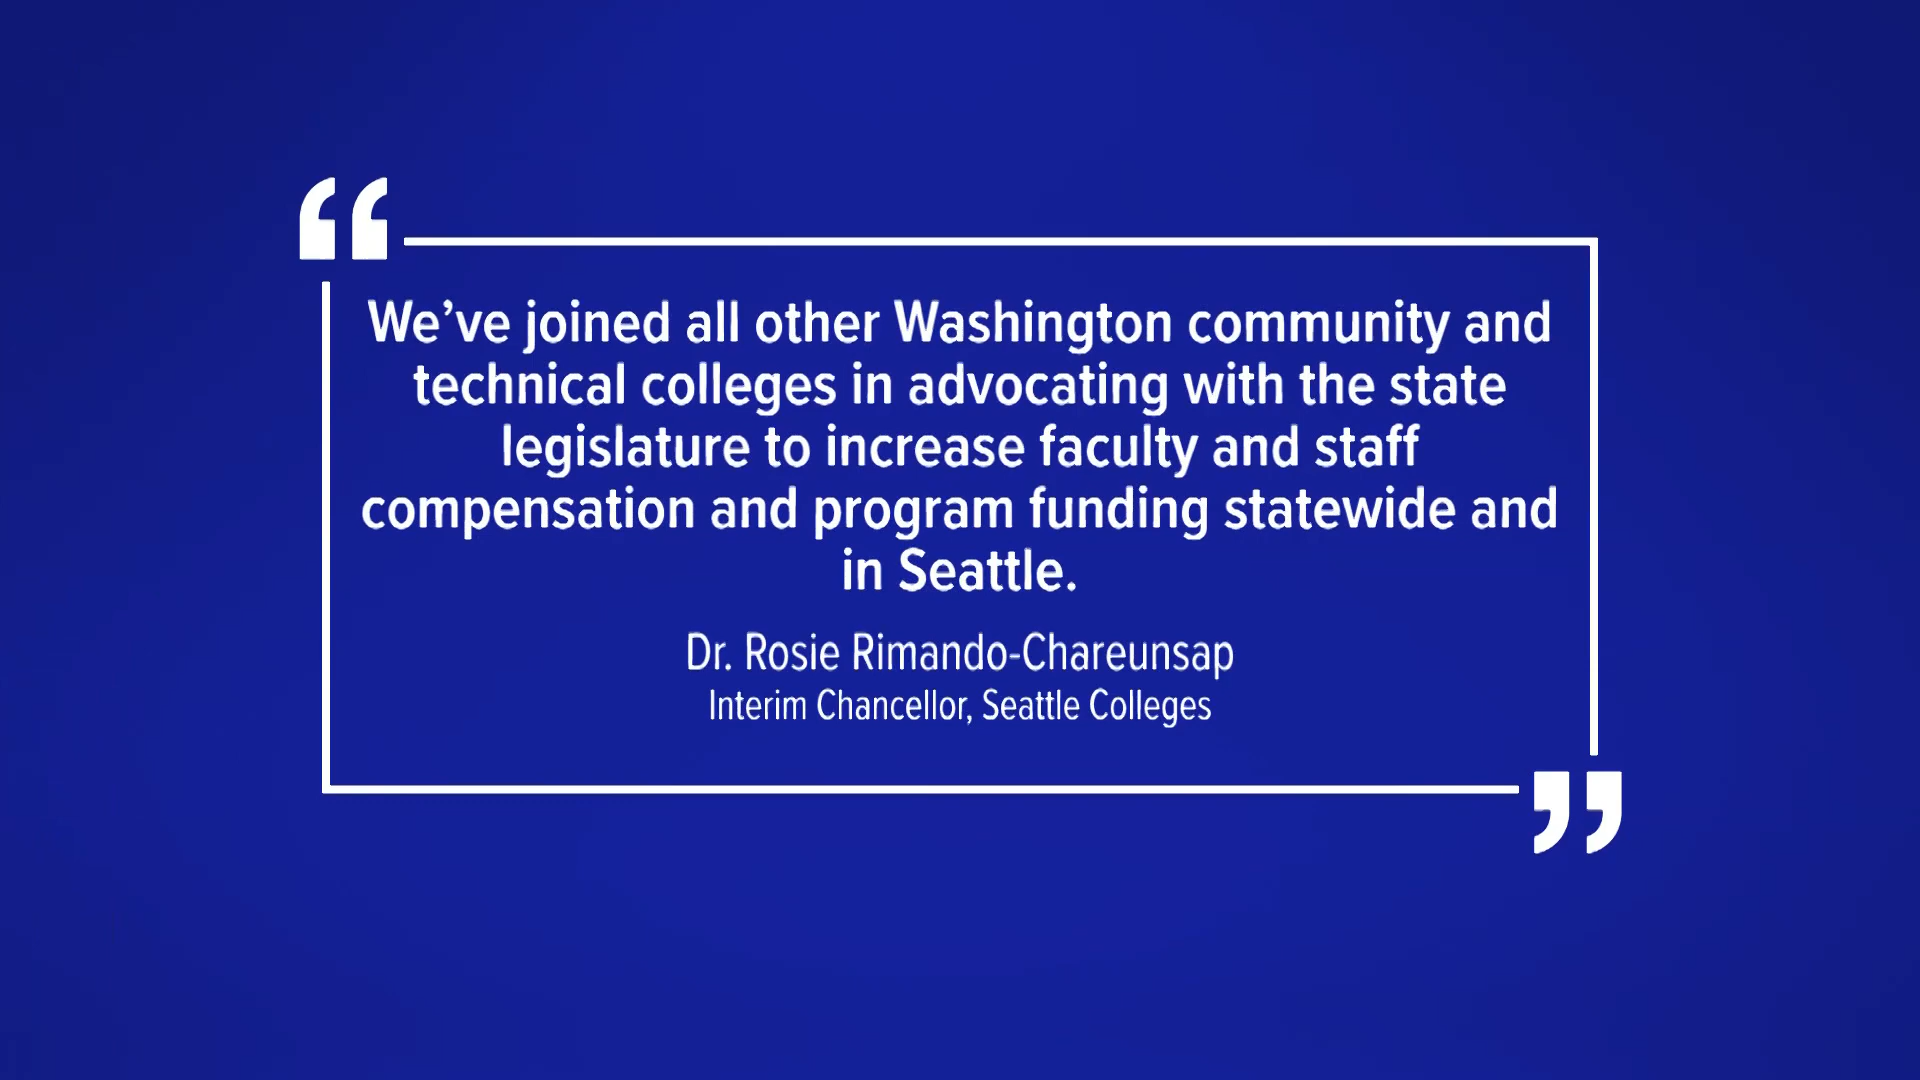 “
We’ve joined all other Washington community and
technical colleges in advocating with the state
legislature to increase faculty and staff
compensation and program funding statewide and
in Seattle.
Dr. Rosie Rimando-Chareunsap
Interim Chancellor, Seattle Colleges
”